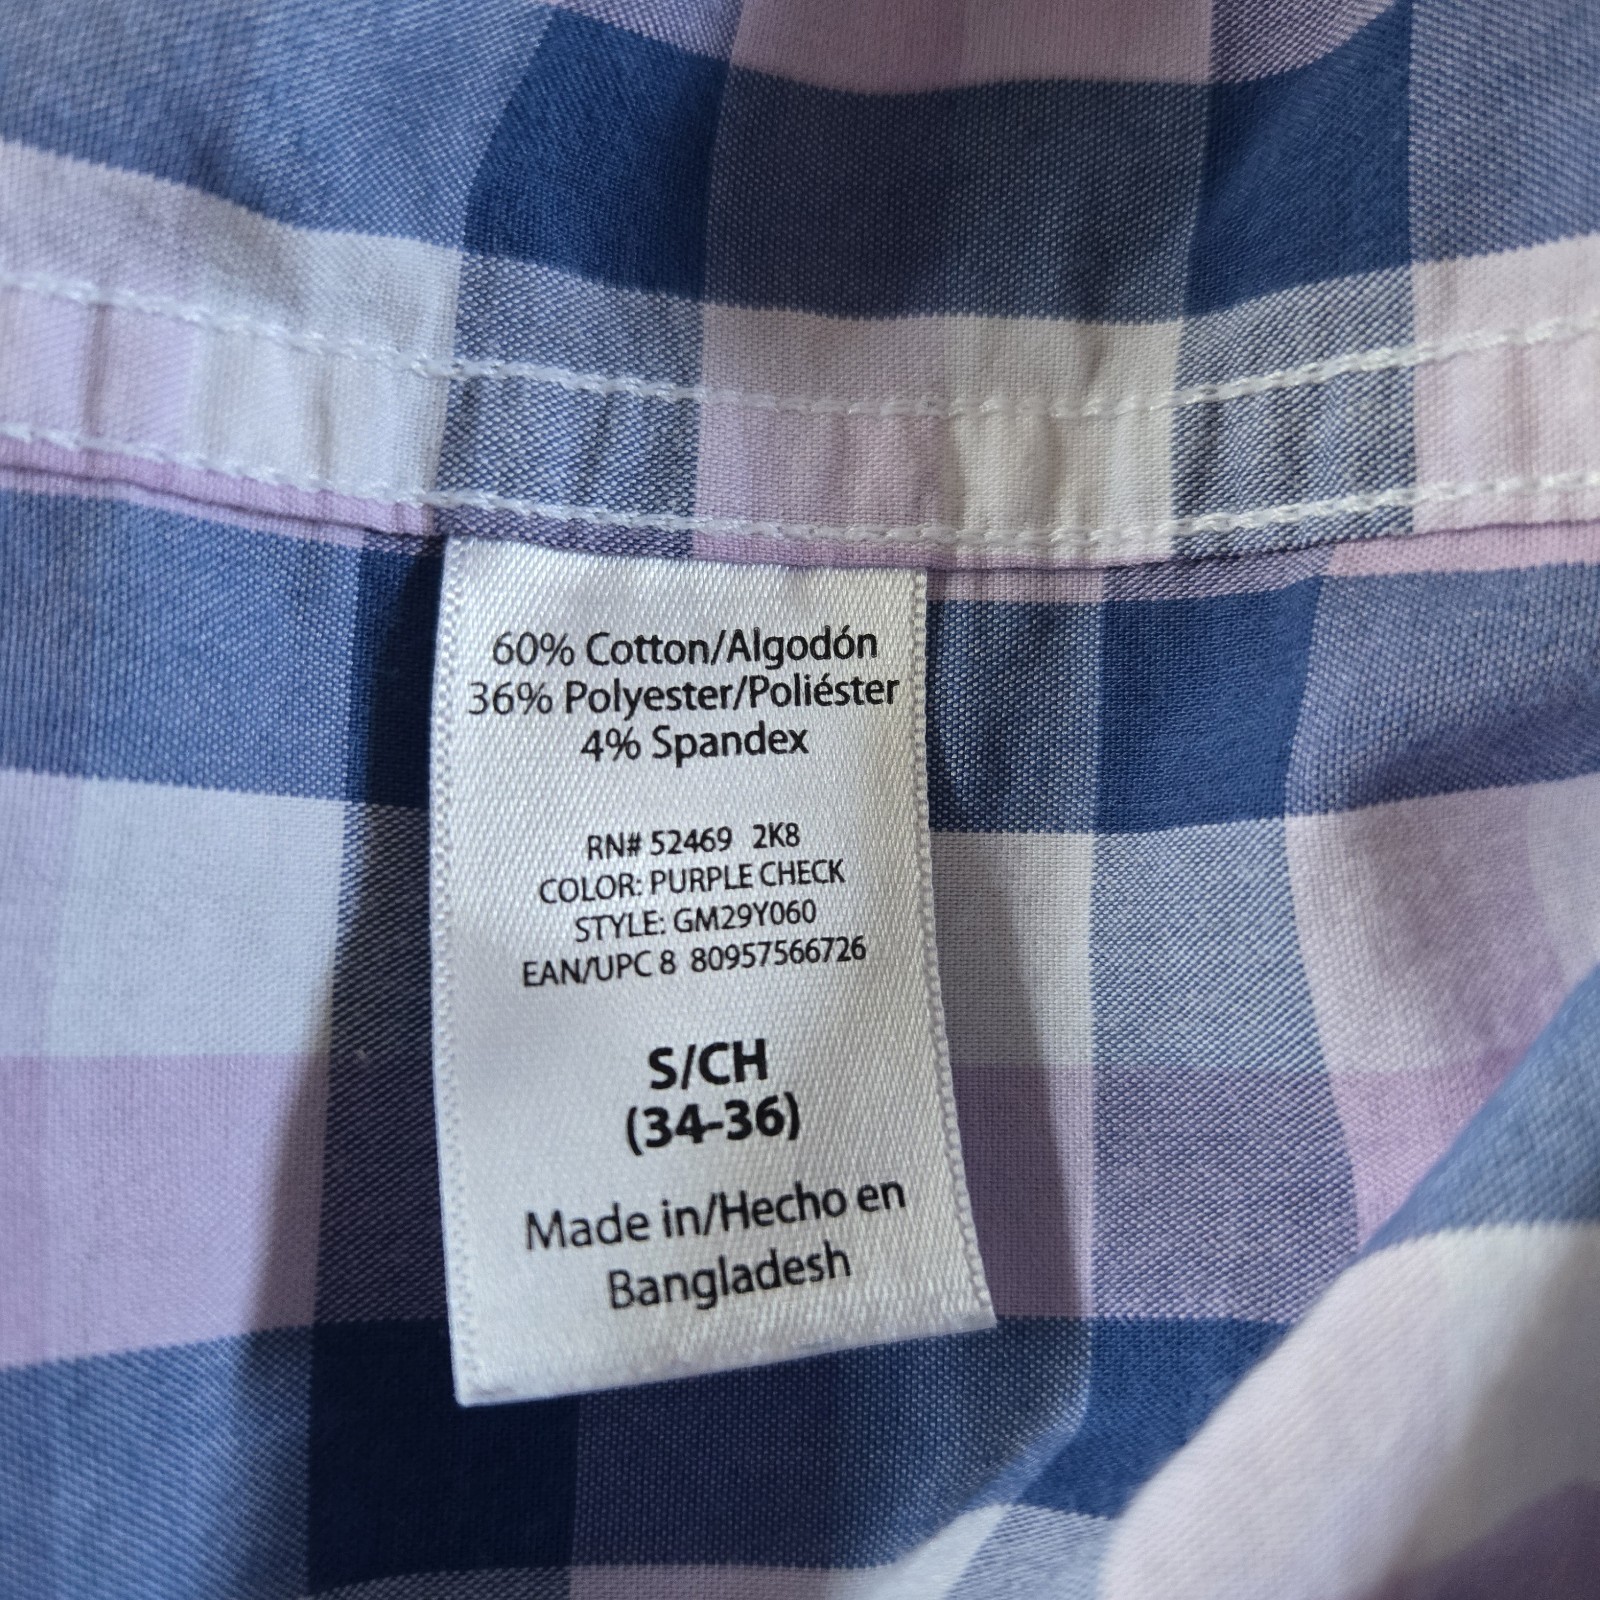 60% Cotton/Algodón
36% Polyester/Poliéster
4% Spandex
RN# 52469 2K8
COLOR: PURPLE CHECK
STYLE: GM29Y060
EAN/UPC 8 80957566726
S/CH
(34-36)
Made in/Hecho en
Bangladesh